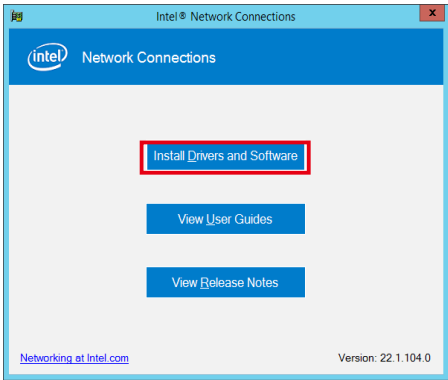 Intel® Network Connections
x
intel Network Connections
Install Drivers and Software
View User Guides
View Release Notes
Networking at Intel.com Version: 22.1.104.0